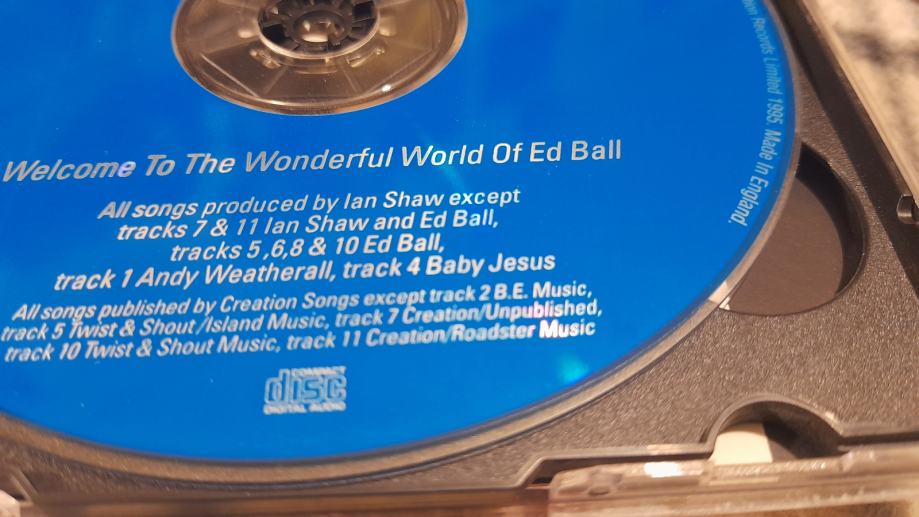 Welcome To The Wonderful World Of Ed Ball
All songs produced by Ian Shaw except
tracks 7 & 11 Ian Shaw and Ed Ball,
tracks 5,6,8 & 10 Ed Ball,
track 1 Andy Weatherall, track 4 Baby Jesus
All songs published by Creation Songs except track 2 B.E. Music,
track 5 Twist & Shout/Island Music, track 7 Creation/Unpublished,
track 10 Twist & Shout Music, track 11 Creation/Roadster Music
COMPACT
disc
DIGITAL AUDIO
Records Limited 1995. Made In England.